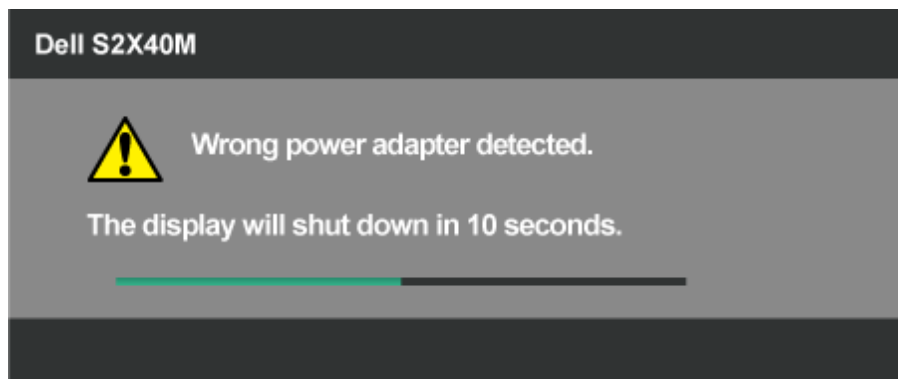 Dell S2X40M
Wrong power adapter detected.
The display will shut down in 10 seconds.